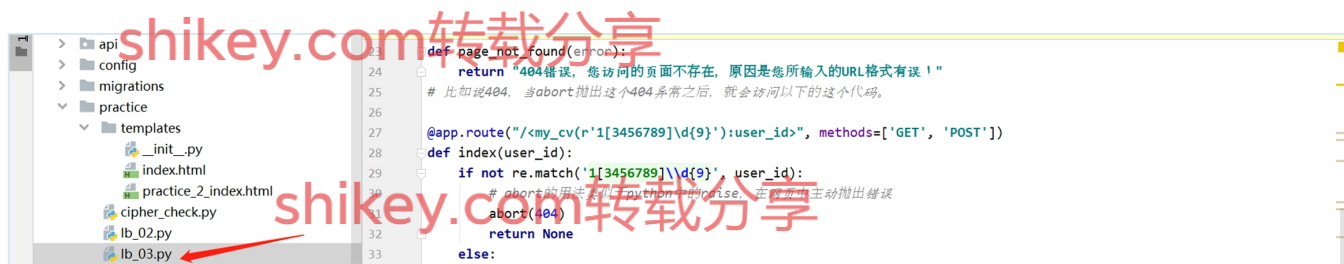 1
api
config
migrations
practice
templates
__init__.py
index.html
practice_2_index.html
cipher_check.py
lb_02.py
lb_03.py
shikey.com转载分享
23 def page_not_found(error):
24 return "404错误，您访问的页面不存在，原因是您所输入的URL格式有误！"
25 # 比如说404，当abort抛出这个404异常之后，就会访问以下的这个代码。
26
27 @app.route("/<my_cv(r'1[3456789]\d{9}'):user_id>", methods=['GET', 'POST'])
28 def index(user_id):
29 if not re.match('1[3456789]\\d{9}', user_id):
30 # abort的用法类似于python中的raise，在网页中主动抛出错误
31 abort(404)
32 return None
33 else:
shikey.com转载分享